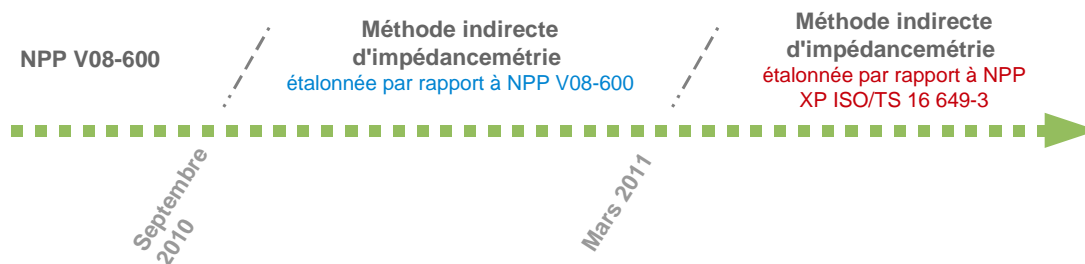 NPP V08-600
Méthode indirecte
d'impédancemétrie
étalonnée par rapport à NPP V08-600
Méthode indirecte
d'impédancemétrie
étalonnée par rapport à NPP
XP ISO/TS 16 649-3
Septembre
2010
Mars 2011